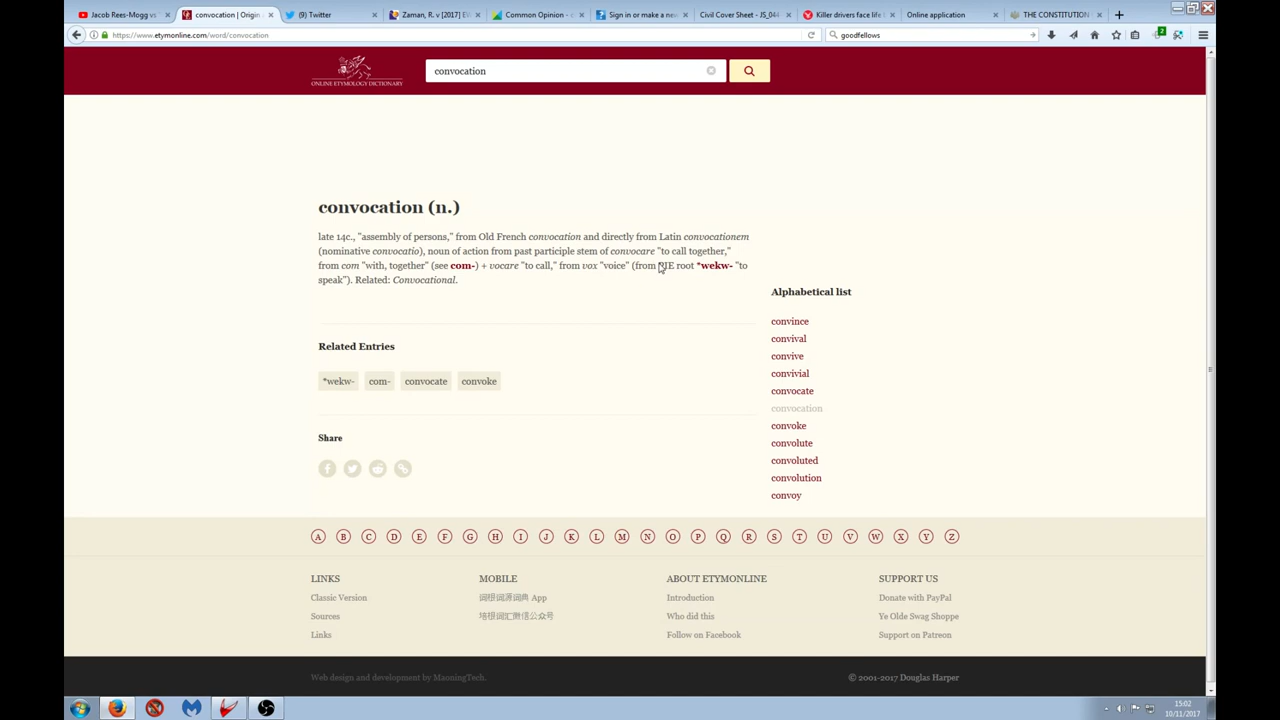 Jacob Rees-Mogg vs
convocation | Origin
(9) Twitter
Zaman, R. v [2017] E
Common Opinion - d
Sign in or make a new
Civil Cover Sheet - JS_044
Killer drivers face life
Online application
THE CONSTITUTION
https://www.etymonline.com/word/convocation
goodfellows
2
ONLINE ETYMOLOGY DICTIONARY
convocation
convocation (n.)
late 14c., "assembly of persons," from Old French convocation and directly from Latin convocationem
(nominative convocatio), noun of action from past participle stem of convocare "to call together,"
from com "with, together" (see com-) + vocare "to call," from vox "voice" (from PIE root *wekw- "to
speak"). Related: Convocational.
Related Entries
*wekw-
com-
convocate
convoke
Share
Alphabetical list
convince
convival
convive
convivial
convocate
convocation
convoke
convolute
convoluted
convolution
convoy
A B C D E F G H I J K L M N O P Q R S T U V W X Y Z
LINKS
Classic Version
Sources
Links
MOBILE
词根词源词典 App
培根词汇微信公众号
ABOUT ETYMONLINE
Introduction
Who did this
Follow on Facebook
SUPPORT US
Donate with PayPal
Ye Olde Swag Shoppe
Support on Patreon
Web design and development by MaoningTech.
© 2001-2017 Douglas Harper
15:02
10/11/2017